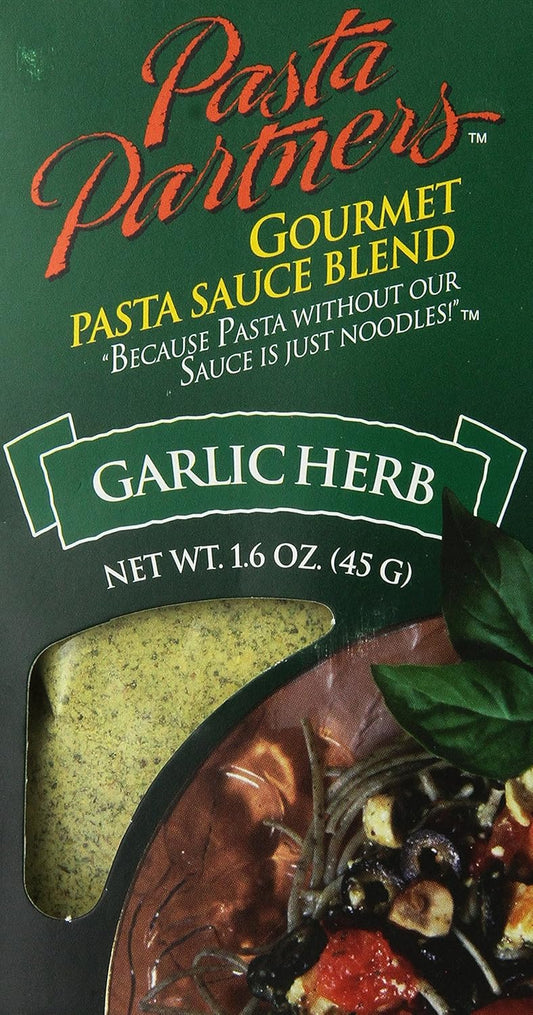 Pasta
Partners™
GOURMET
PASTA SAUCE BLEND
"BECAUSE PASTA WITHOUT OUR
SAUCE IS JUST NOODLES!"™
GARLIC HERB
NET WT. 1.6 OZ. (45 G)